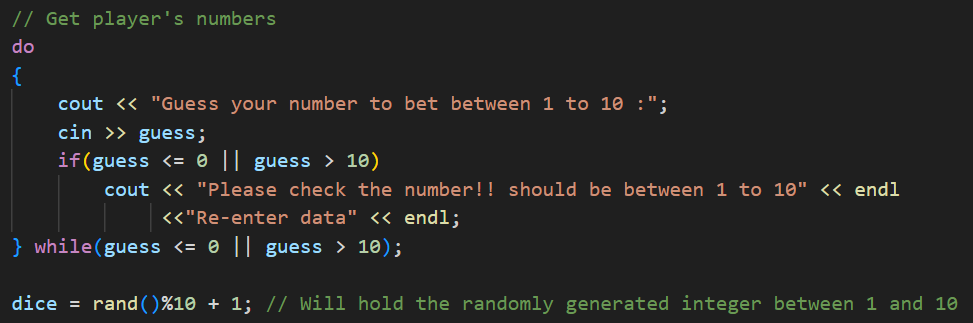 // Get player's numbers
do
{
    cout << "Guess your number to bet between 1 to 10 :";
    cin >> guess;
    if(guess <= 0 || guess > 10)
        cout << "Please check the number!! should be between 1 to 10" << endl
             <<"Re-enter data" << endl;
} while(guess <= 0 || guess > 10);

dice = rand()%10 + 1; // Will hold the randomly generated integer between 1 and 10